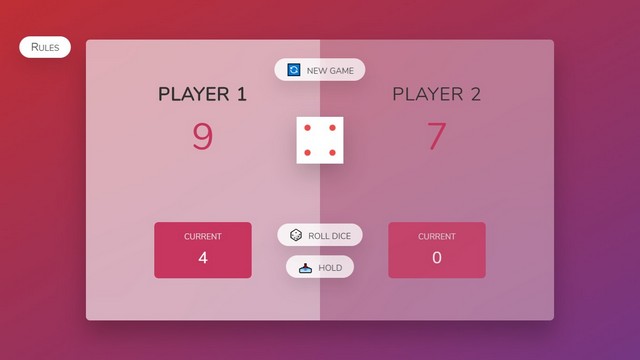 RULES
NEW GAME
PLAYER 1
PLAYER 2
9
7
CURRENT
4
ROLL DICE
CURRENT
0
HOLD